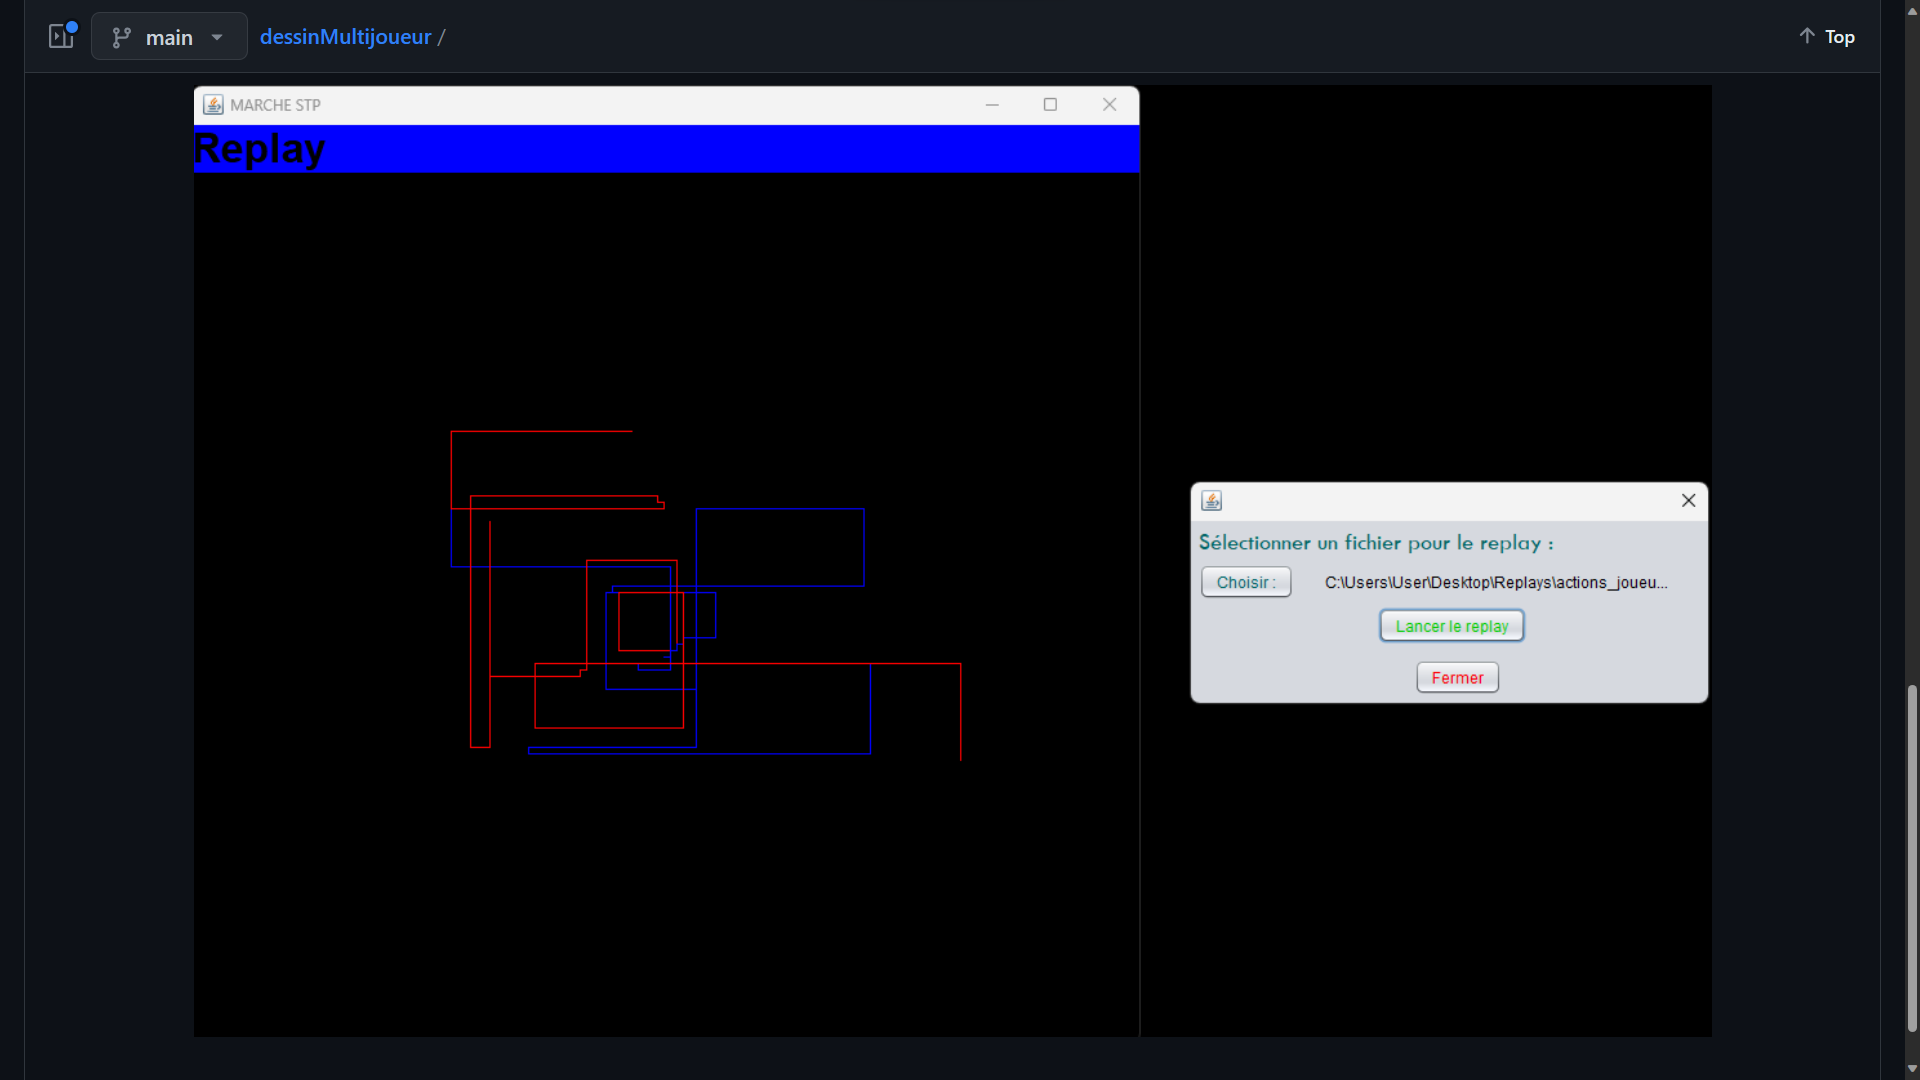 main
dessinMultijoueur /
Top
MARCHE STP
Replay
Sélectionner un fichier pour le replay :
Choisir :
C:\Users\User\Desktop\Replays\actions_joueu...
Lancer le replay
Fermer